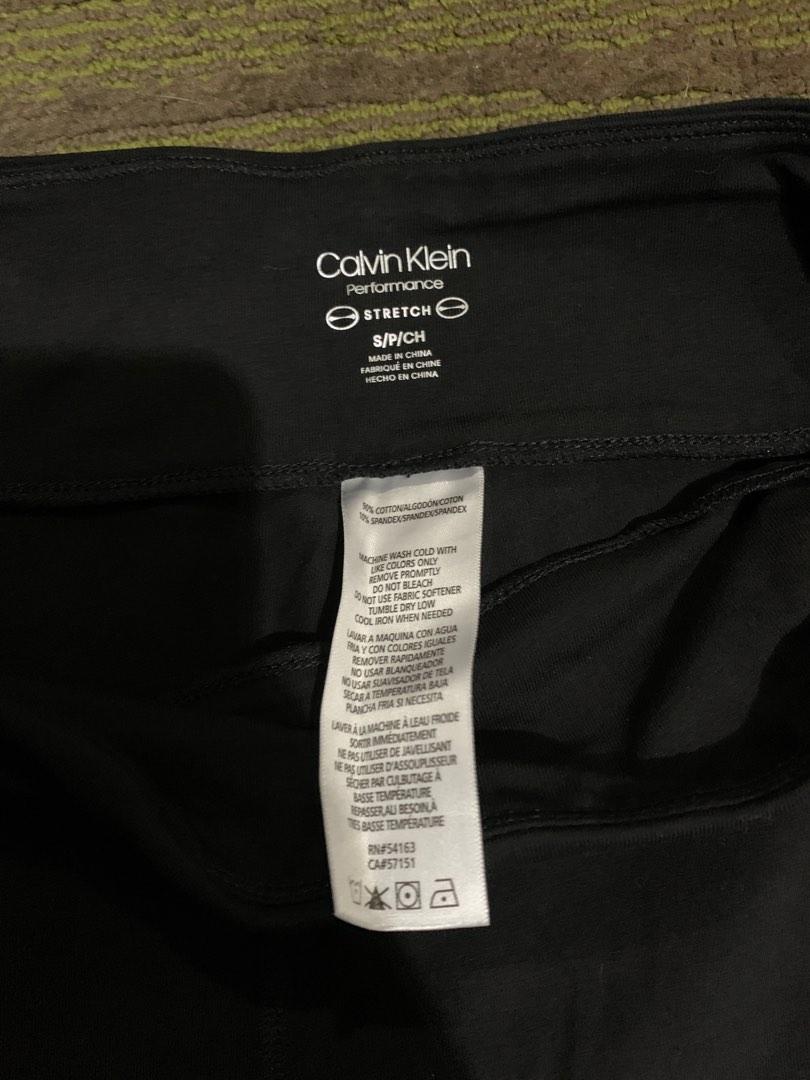 Calvin Klein
Performance
STRETCH
S/P/CH
MADE IN CHINA
FABRIQUÉ EN CHINE
HECHO EN CHINA
90% COTTON/ALGODÓN/COTON
10% SPANDEX/SPANDEX/SPANDEX
MACHINE WASH COLD WITH
LIKE COLORS ONLY
REMOVE PROMPTLY
DO NOT BLEACH
DO NOT USE FABRIC SOFTENER
TUMBLE DRY LOW
COOL IRON WHEN NEEDED
LAVAR A MAQUINA CON AGUA
FRIA Y CON COLORES IGUALES
REMOVER RAPIDAMENTE
NO USAR BLANQUEADOR
NO USAR SUAVISADOR DE TELA
SECAR A TEMPERATURA BAJA
PLANCHA FRIA SI NECESITA
LAVER À LA MACHINE À LEAU FROIDE
SORTIR IMMÉDIATEMENT
NE PAS UTILISER DE JAVELLISANT
NE PAS UTILISER D'ASSOUPLISSEUR
SÉCHER PAR CULBUTAGE À
BASSE TEMPÉRATURE
REPASSER,AU BESOIN,À
TRES BASSE TEMPÉRATURE
RN#54163
CA#57151